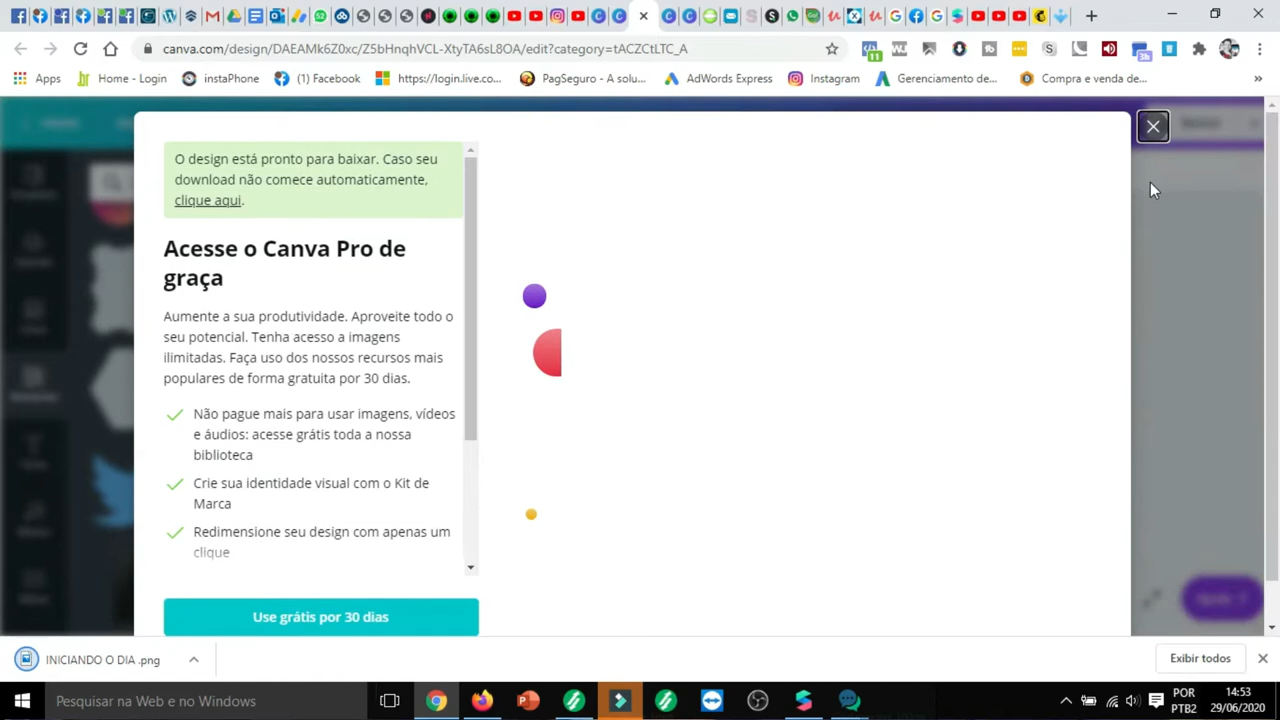 canva.com/design/DAEAMk6Z0xc/Z5bHnqhVCL-XtyTA6sL8OA/edit?category=tACZCtLTC_A
11
3h
Apps
Home - Login
instaPhone
(1) Facebook
https://login.live.co...
PagSeguro - A solu...
AdWords Express
Instagram
Gerenciamento de...
Compra e venda de...
»
O design está pronto para baixar. Caso seu
download não comece automaticamente,
clique aqui.
Acesse o Canva Pro de
graça
Aumente a sua produtividade. Aproveite todo o
seu potencial. Tenha acesso a imagens
ilimitadas. Faça uso dos nossos recursos mais
populares de forma gratuita por 30 dias.
Não pague mais para usar imagens, vídeos
e áudios: acesse grátis toda a nossa
biblioteca
Crie sua identidade visual com o Kit de
Marca
Redimensione seu design com apenas um
clique
Use grátis por 30 dias
INICIANDO O DIA .png
Exibir todos
Pesquisar na Web e no Windows
POR
PTB2
14:53
29/06/2020